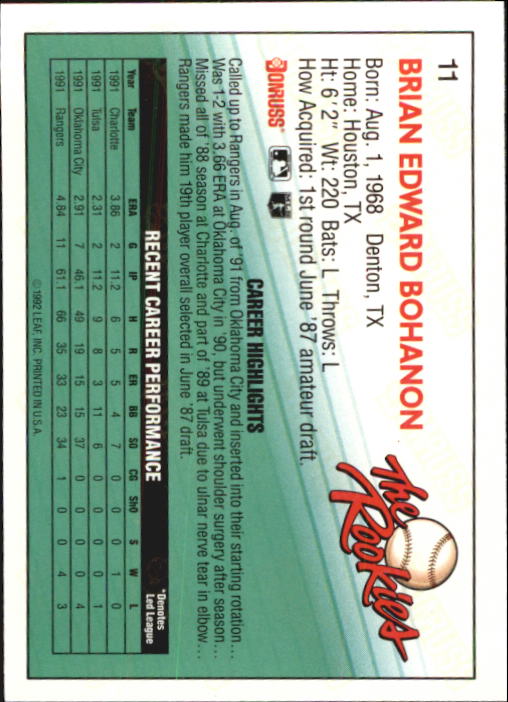 11
BRIAN EDWARD BOHANON
Born: Aug. 1, 1968 Denton, TX
Home: Houston, TX
Ht: 6'2" Wt: 220 Bats: L Throws: L
How Acquired: 1st round June '87 amateur draft.
DONRUSS
The Rookies
CAREER HIGHLIGHTS
Called up to Rangers in Aug. of '91 from Oklahoma City and inserted into their starting rotation...
Was 1-2 with 3.66 ERA at Oklahoma City in '90, but underwent shoulder surgery after season...
Missed all of '88 season at Charlotte and part of '89 at Tulsa due to ulnar nerve tear in elbow...
Rangers made him 19th player overall selected in June '87 draft.
RECENT CAREER PERFORMANCE
*Denotes
Led League
Year Team ERA G IP H R ER BB SO CG Sh0 S W L
1991 Charlotte 3.86 2 11.2 6 5 5 4 7 0 0 0 1 0
1991 Tulsa 2.31 2 11.2 9 8 3 11 6 0 0 0 0 1
1991 Oklahoma City 2.91 7 46.1 49 19 15 15 37 0 0 0 0 4
1991 Rangers 4.84 11 61.1 66 35 33 23 34 1 0 0 4 3
©1992 LEAF, INC. PRINTED IN U.S.A.